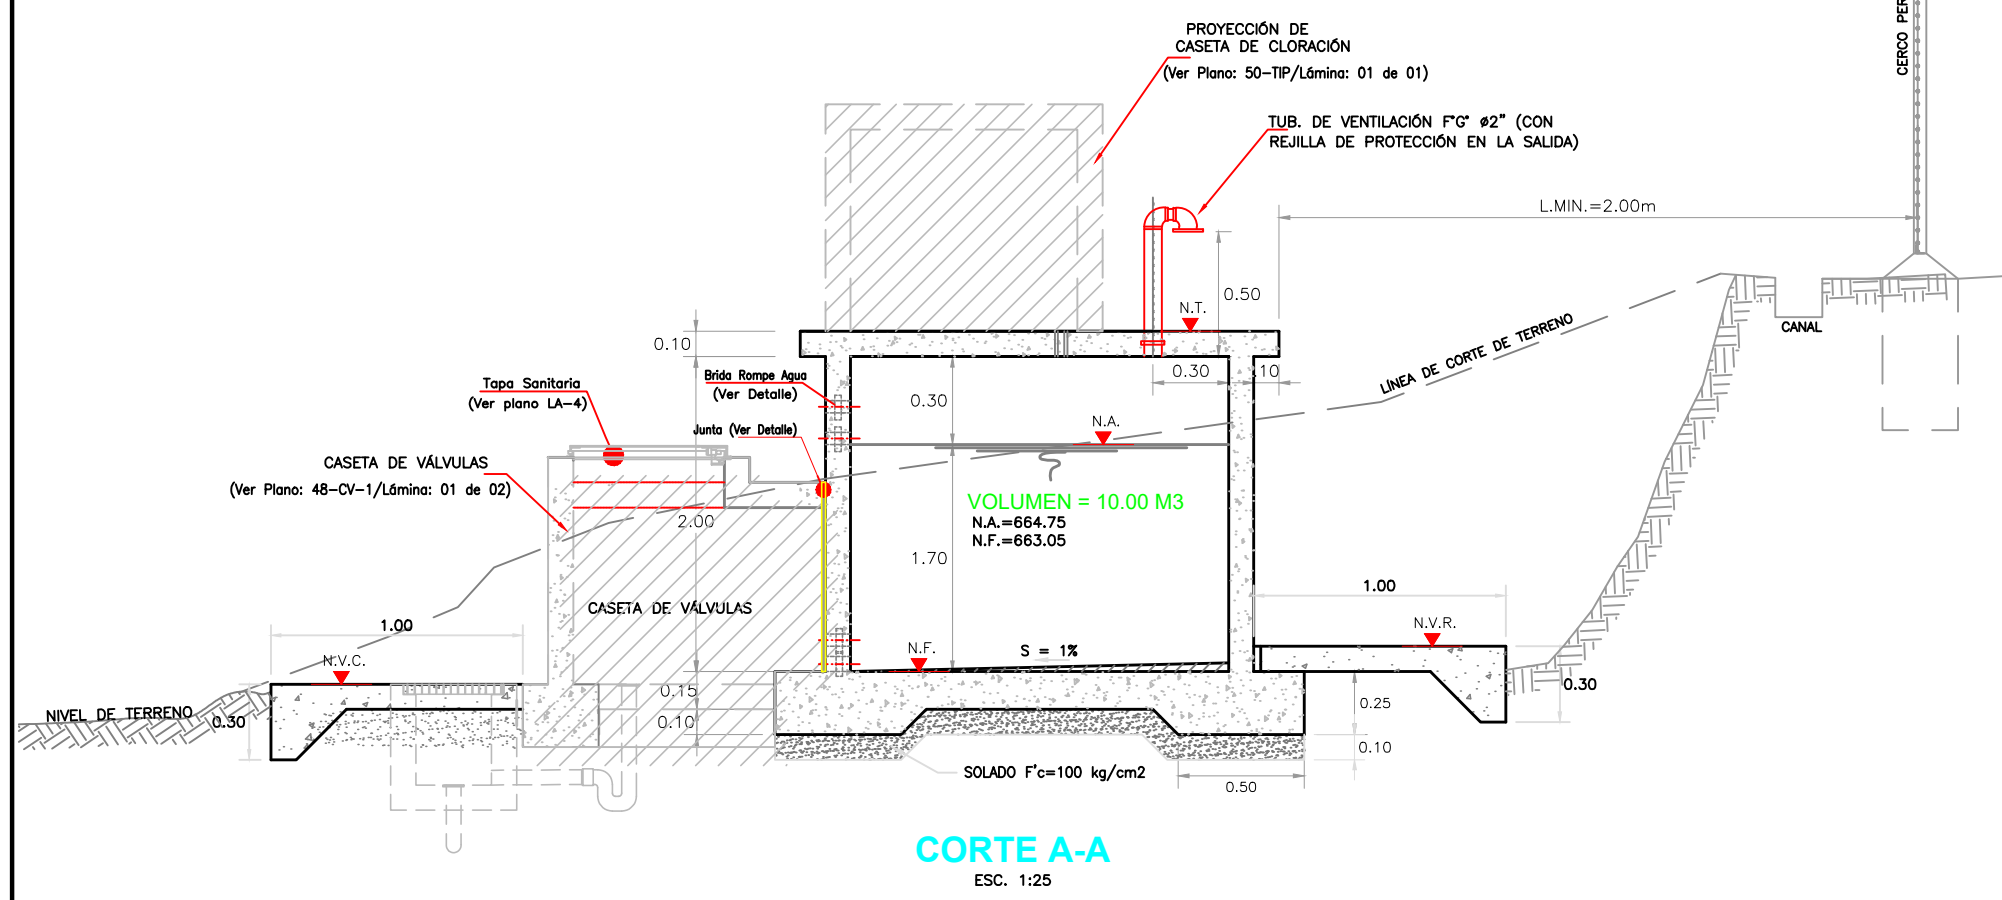 PROYECCIÓN DE
CASETA DE CLORACIÓN
(Ver Plano: 50-TIP/Lámina: 01 de 01)
CERCO
TUB. DE VENTILACIÓN F°G° ø2" (CON
REJILLA DE PROTECCIÓN EN LA SALIDA)
L.MIN.=2.00m
0.50
N.T.
CANAL
LÍNEA DE CORTE DE TERRENO
0.10
0.30
10
Brida Rompe Agua
(Ver Detalle)
Tapa Sanitaria
(Ver plano LA-4)
0.30
N.A.
Junta (Ver Detalle)
CASETA DE VÁLVULAS
(Ver Plano: 48-CV-1/Lámina: 01 de 02)
VOLUMEN = 10.00 M3
N.A.=664.75
N.F.=663.05
2.00
1.70
CASETA DE VÁLVULAS
1.00
1.00
N.V.C.
N.F.
S = 1%
N.V.R.
0.15
0.30
0.25
NIVEL DE TERRENO
0.30
0.10
0.10
SOLADO F'c=100 kg/cm2
0.50
CORTE A-A
ESC. 1:25